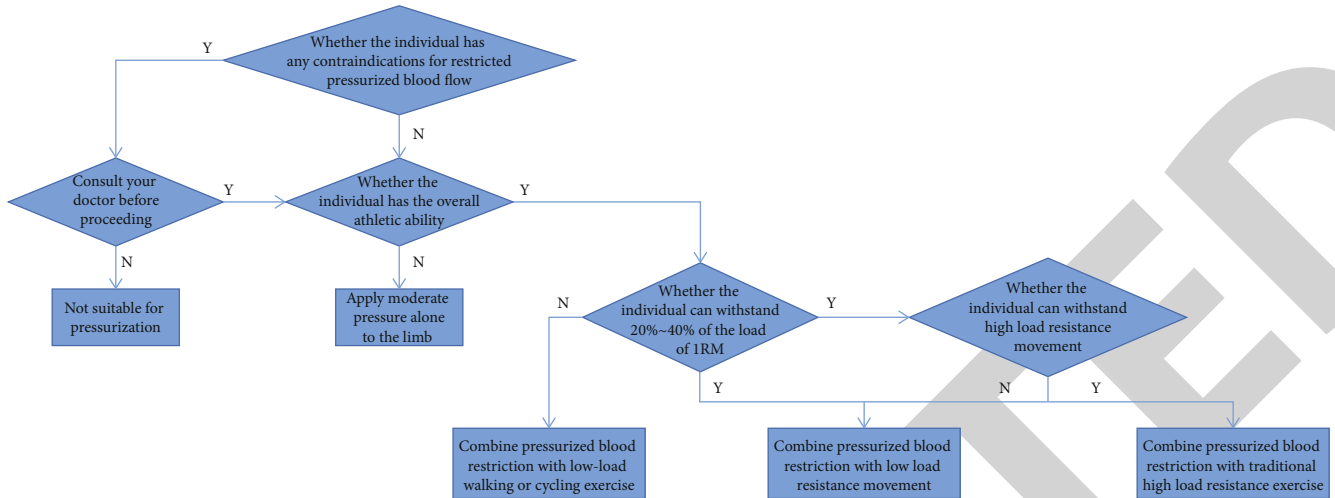 Whether the individual has
any contraindications for restricted
pressurized blood flow
Y
N
Consult your
doctor before
proceeding
Y
N
Whether the
individual has the overall
athletic ability
Y
N
Not suitable for
pressurization
Apply moderate
pressure alone
to the limb
Whether the
individual can withstand
20%~40% of the load
of 1RM
N
Y
Y
Whether the
individual can withstand
high load resistance
movement
N
Y
Combine pressurized blood
restriction with low-load
walking or cycling exercise
Combine pressurized blood
restriction with low load
resistance movement
Combine pressurized blood
restriction with traditional
high load resistance exercise
TED